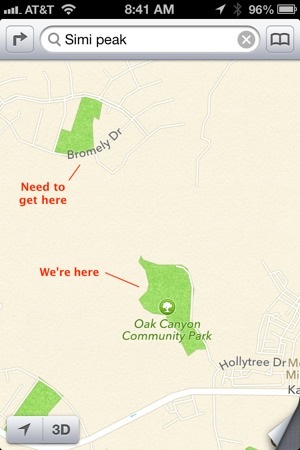 AT&T 8:41 AM 96%
Simi peak
Bromely Dr
Need to
get here
We're here
Oak Canyon
Community Park
Hollytree Dr
3D